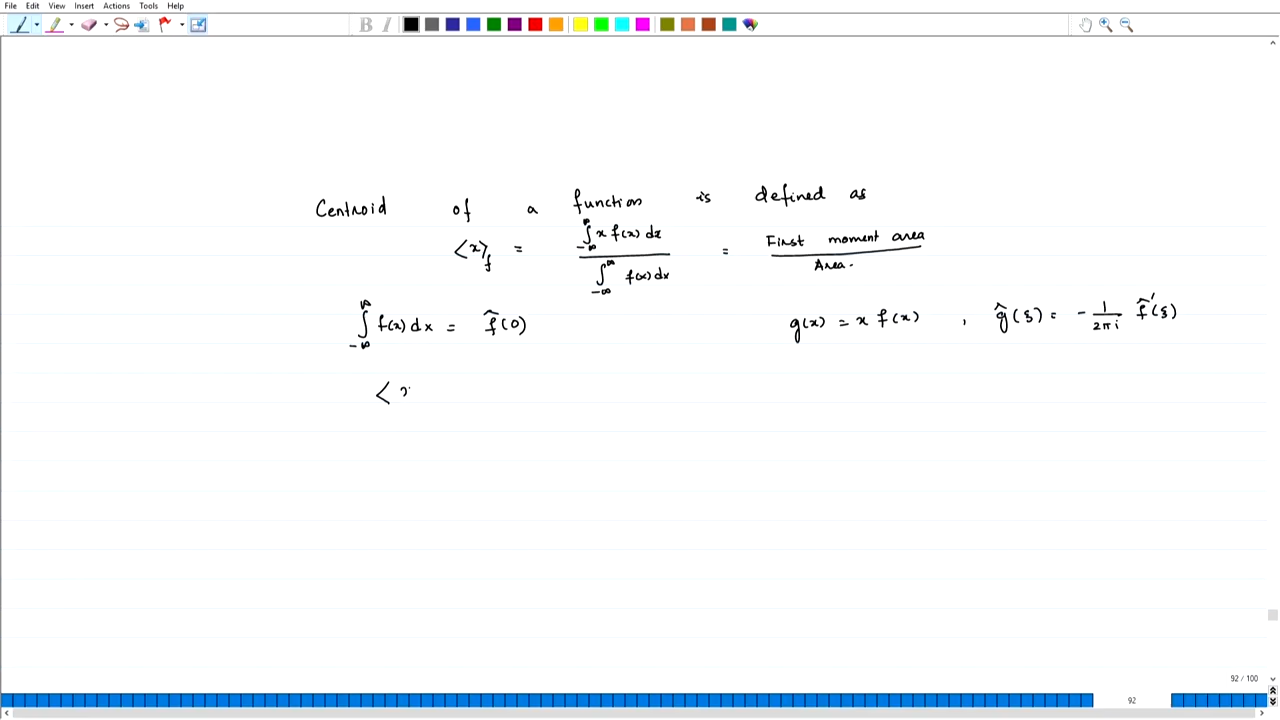 File Edit View Insert Actions Tools Help
B I
Centroid of a function is defined as
<x>_f = ∫_{-∞}^{∞} x f(x) dx / ∫_{-∞}^{∞} f(x) dx = First moment area / Area.
∫_{-∞}^{∞} f(x) dx = f̂(0) g(x) = x f(x) , ĝ(ξ) = - 1/2πi f̂'(ξ)
<
92 / 100
92